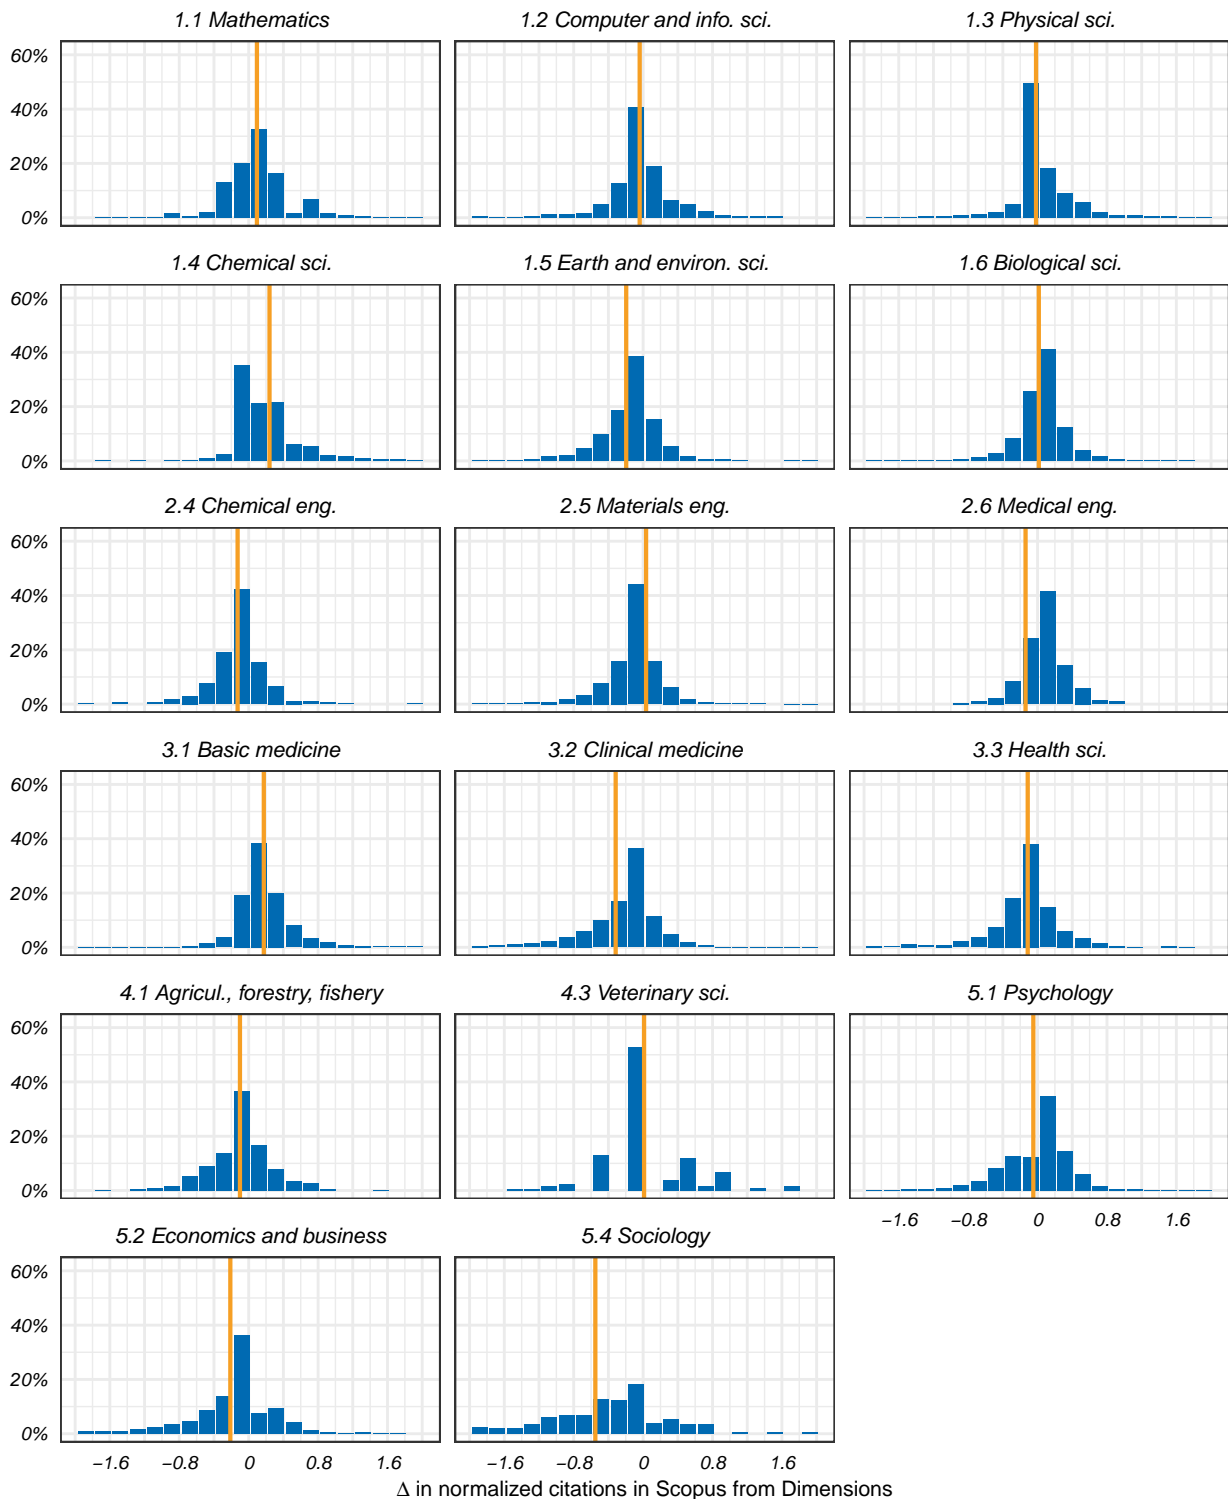 1.1 Mathematics
1.2 Computer and info. sci.
1.3 Physical sci.
60%
40%
20%
0%
1.4 Chemical sci.
1.5 Earth and environ. sci.
1.6 Biological sci.
60%
40%
20%
0%
2.4 Chemical eng.
2.5 Materials eng.
2.6 Medical eng.
60%
40%
20%
0%
3.1 Basic medicine
3.2 Clinical medicine
3.3 Health sci.
60%
40%
20%
0%
4.1 Agricul., forestry, fishery
4.3 Veterinary sci.
5.1 Psychology
60%
40%
20%
0%
−1.6 −0.8 0 0.8 1.6
5.2 Economics and business
5.4 Sociology
60%
40%
20%
0%
−1.6 −0.8 0 0.8 1.6
−1.6 −0.8 0 0.8 1.6
Δ in normalized citations in Scopus from Dimensions